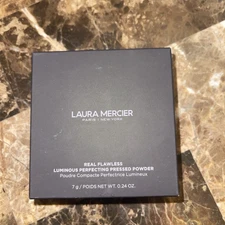 LAURA MERCIER
PARIS | NEW YORK
REAL FLAWLESS
LUMINOUS PERFECTING PRESSED POWDER
Poudre Compacte Perfectrice Lumineux
7 g / POIDS NET WT. 0.24 OZ.